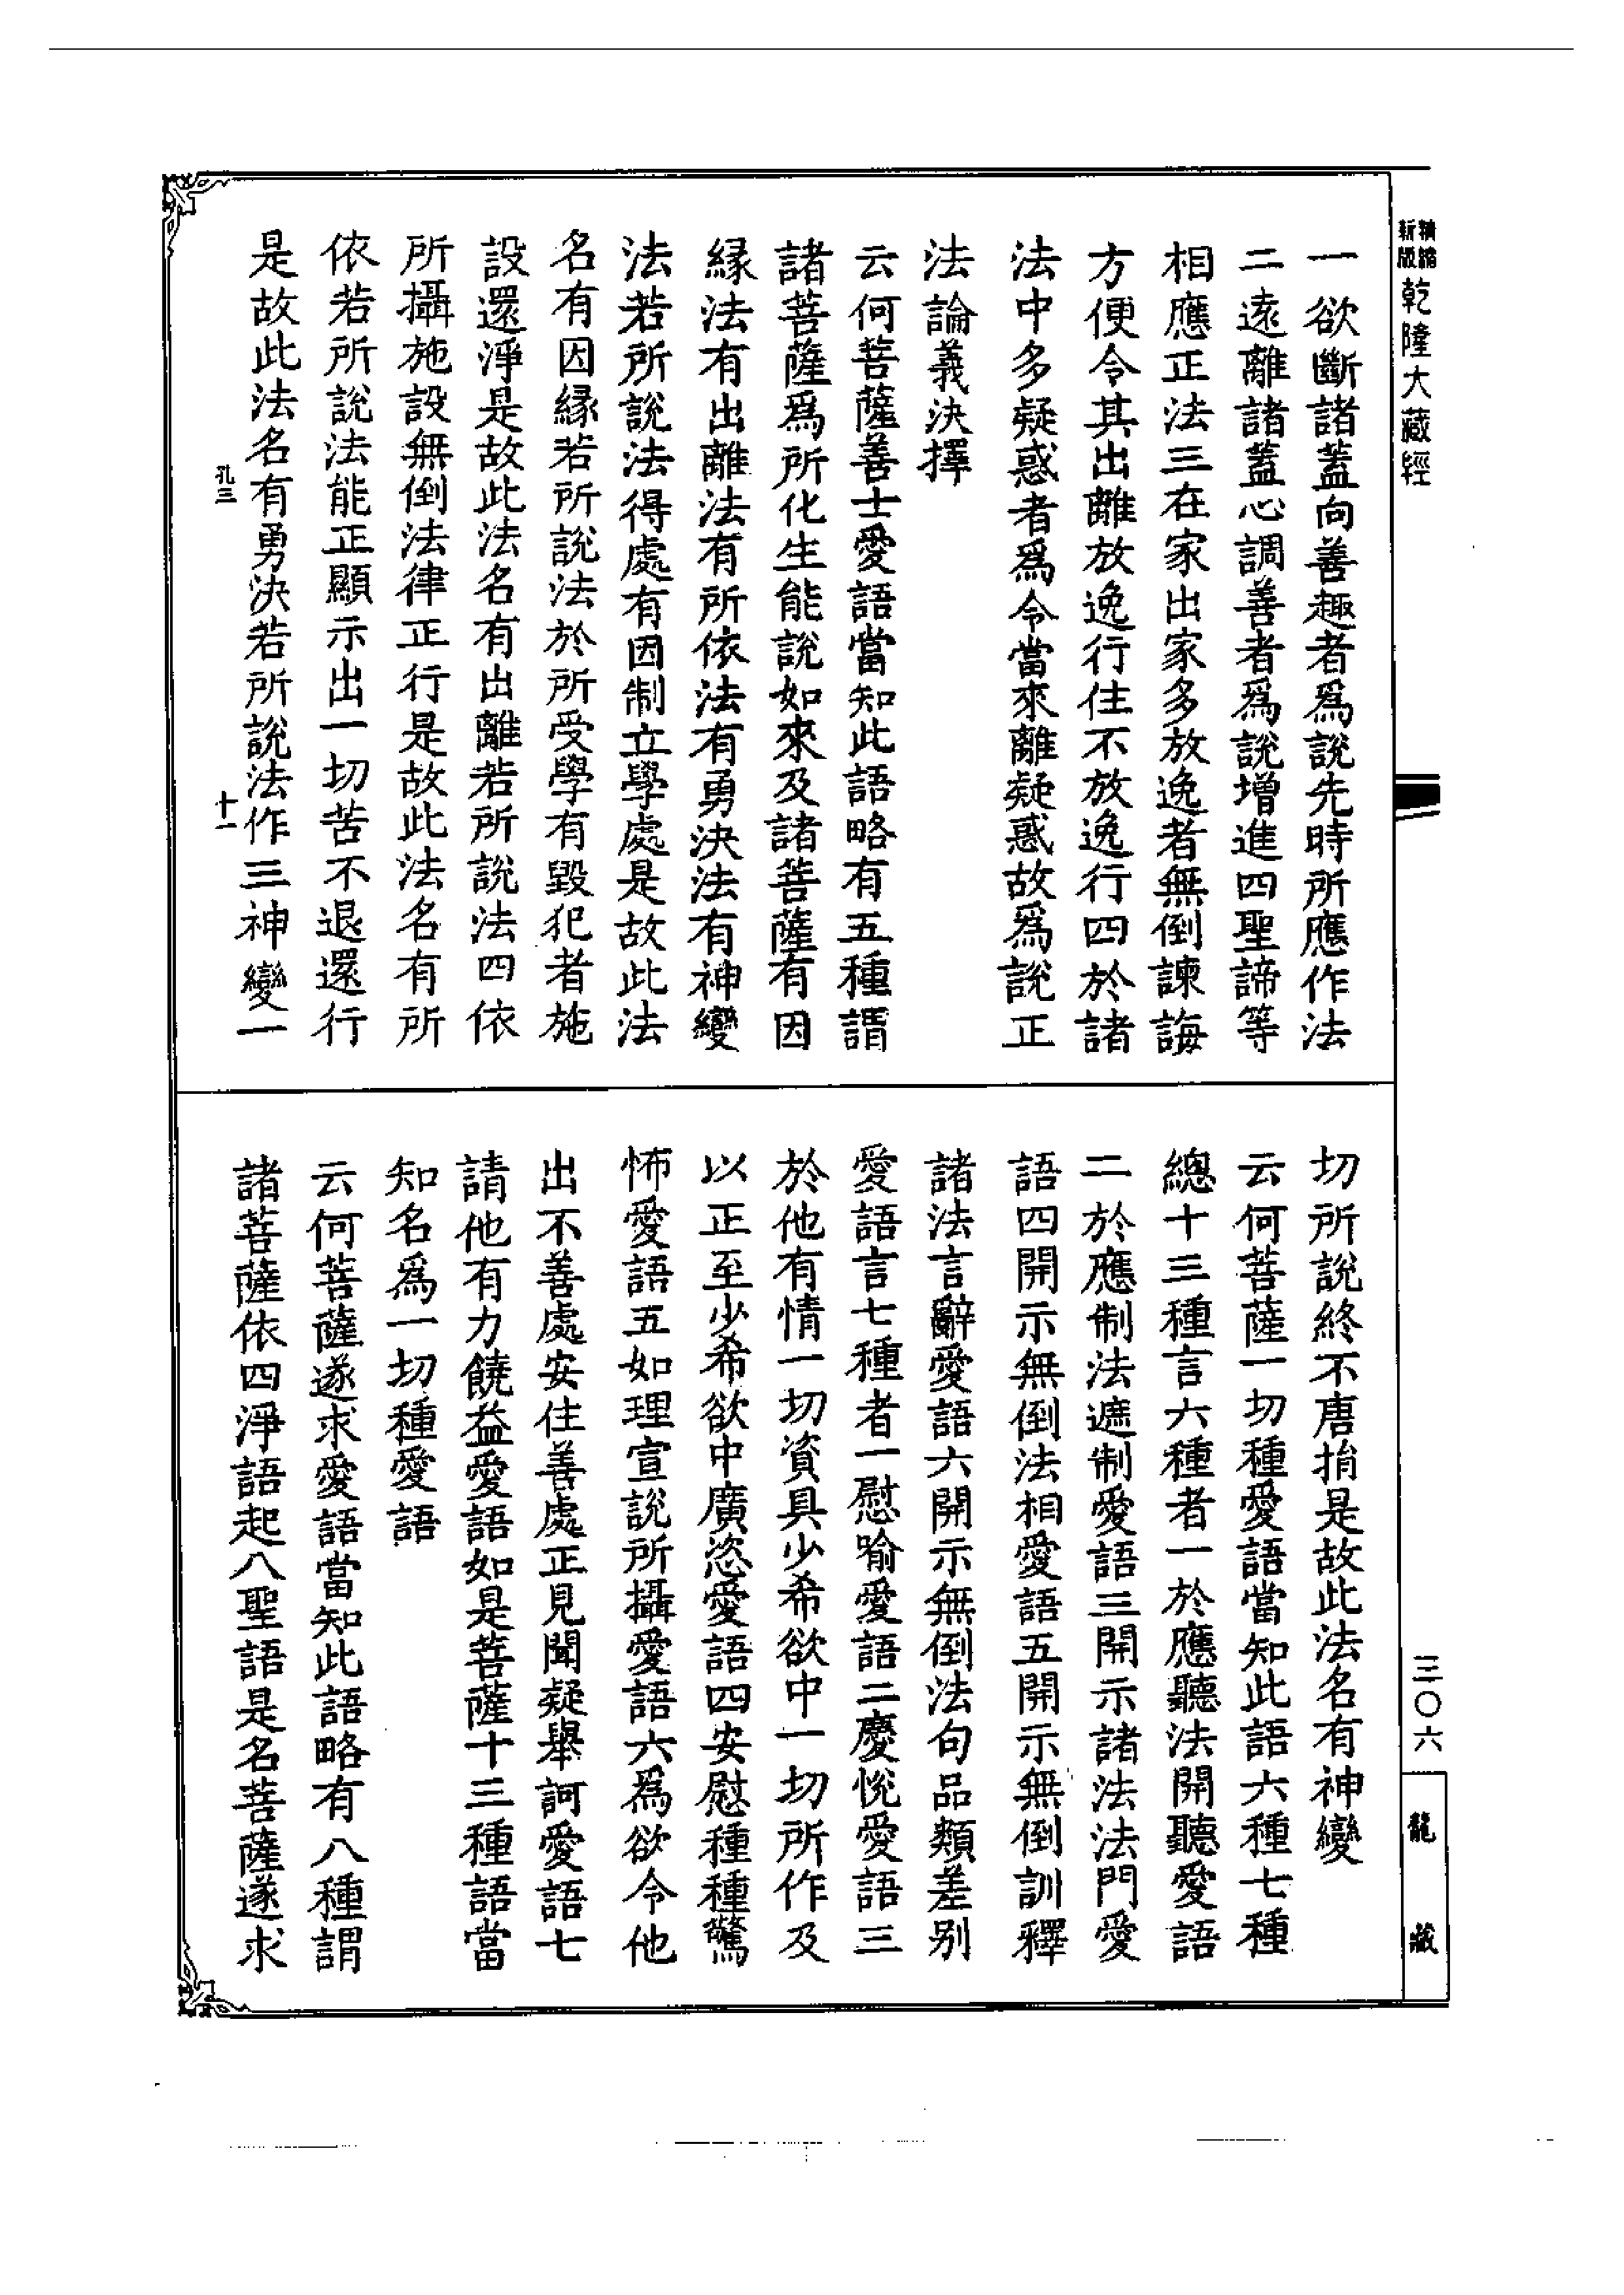 新版精縮乾隆大藏經
一欲斷諸蓋向善趣者爲說先時所應作法
二遠離諸蓋心調善者爲說增進四聖諦等
相應正法三在家出家多放逸者無倒諫誨
方便令其出離放逸行住不放逸行四於諸
法中多疑惑者爲令當來離疑惑故爲說正
法論義決擇
云何菩薩善士愛語當知此語略有五種謂
諸菩薩爲所化生能說如來及諸菩薩有因
緣法有出離法有所依法有勇決法有神變
法若所說法得處有因制立學處是故此法
名有因緣若所說法於所受學有毀犯者施
設還淨是故此法名有出離若所說法四依
所攝施設無倒法律正行是故此法名有所
依若所說法能正顯示出一切苦不退還行
是故此法名有勇決若所說法作三神變一
孔三 十一
切所說終不唐捐是故此法名有神變
云何菩薩一切種愛語當知此語六種七種
總十三種言六種者一於應聽法開聽愛語
二於應制法遮制愛語三開示諸法法門愛
語四開示無倒法相愛語五開示無倒訓釋
諸法言辭愛語六開示無倒法句品類差别
愛語言七種者一慰喻愛語二慶悅愛語三
於他有情一切資具少希欲中一切所作及
以正至少希欲中廣恣愛語四安慰種種驚
怖愛語五如理宣說所攝愛語六爲欲令他
出不善處安住善處正見聞疑舉訶愛語七
請他有力饒益愛語如是菩薩十三種語當
知名爲一切種愛語
云何菩薩遂求愛語當知此語略有八種謂
諸菩薩依四淨語起八聖語是名菩薩遂求
三〇六
龍藏